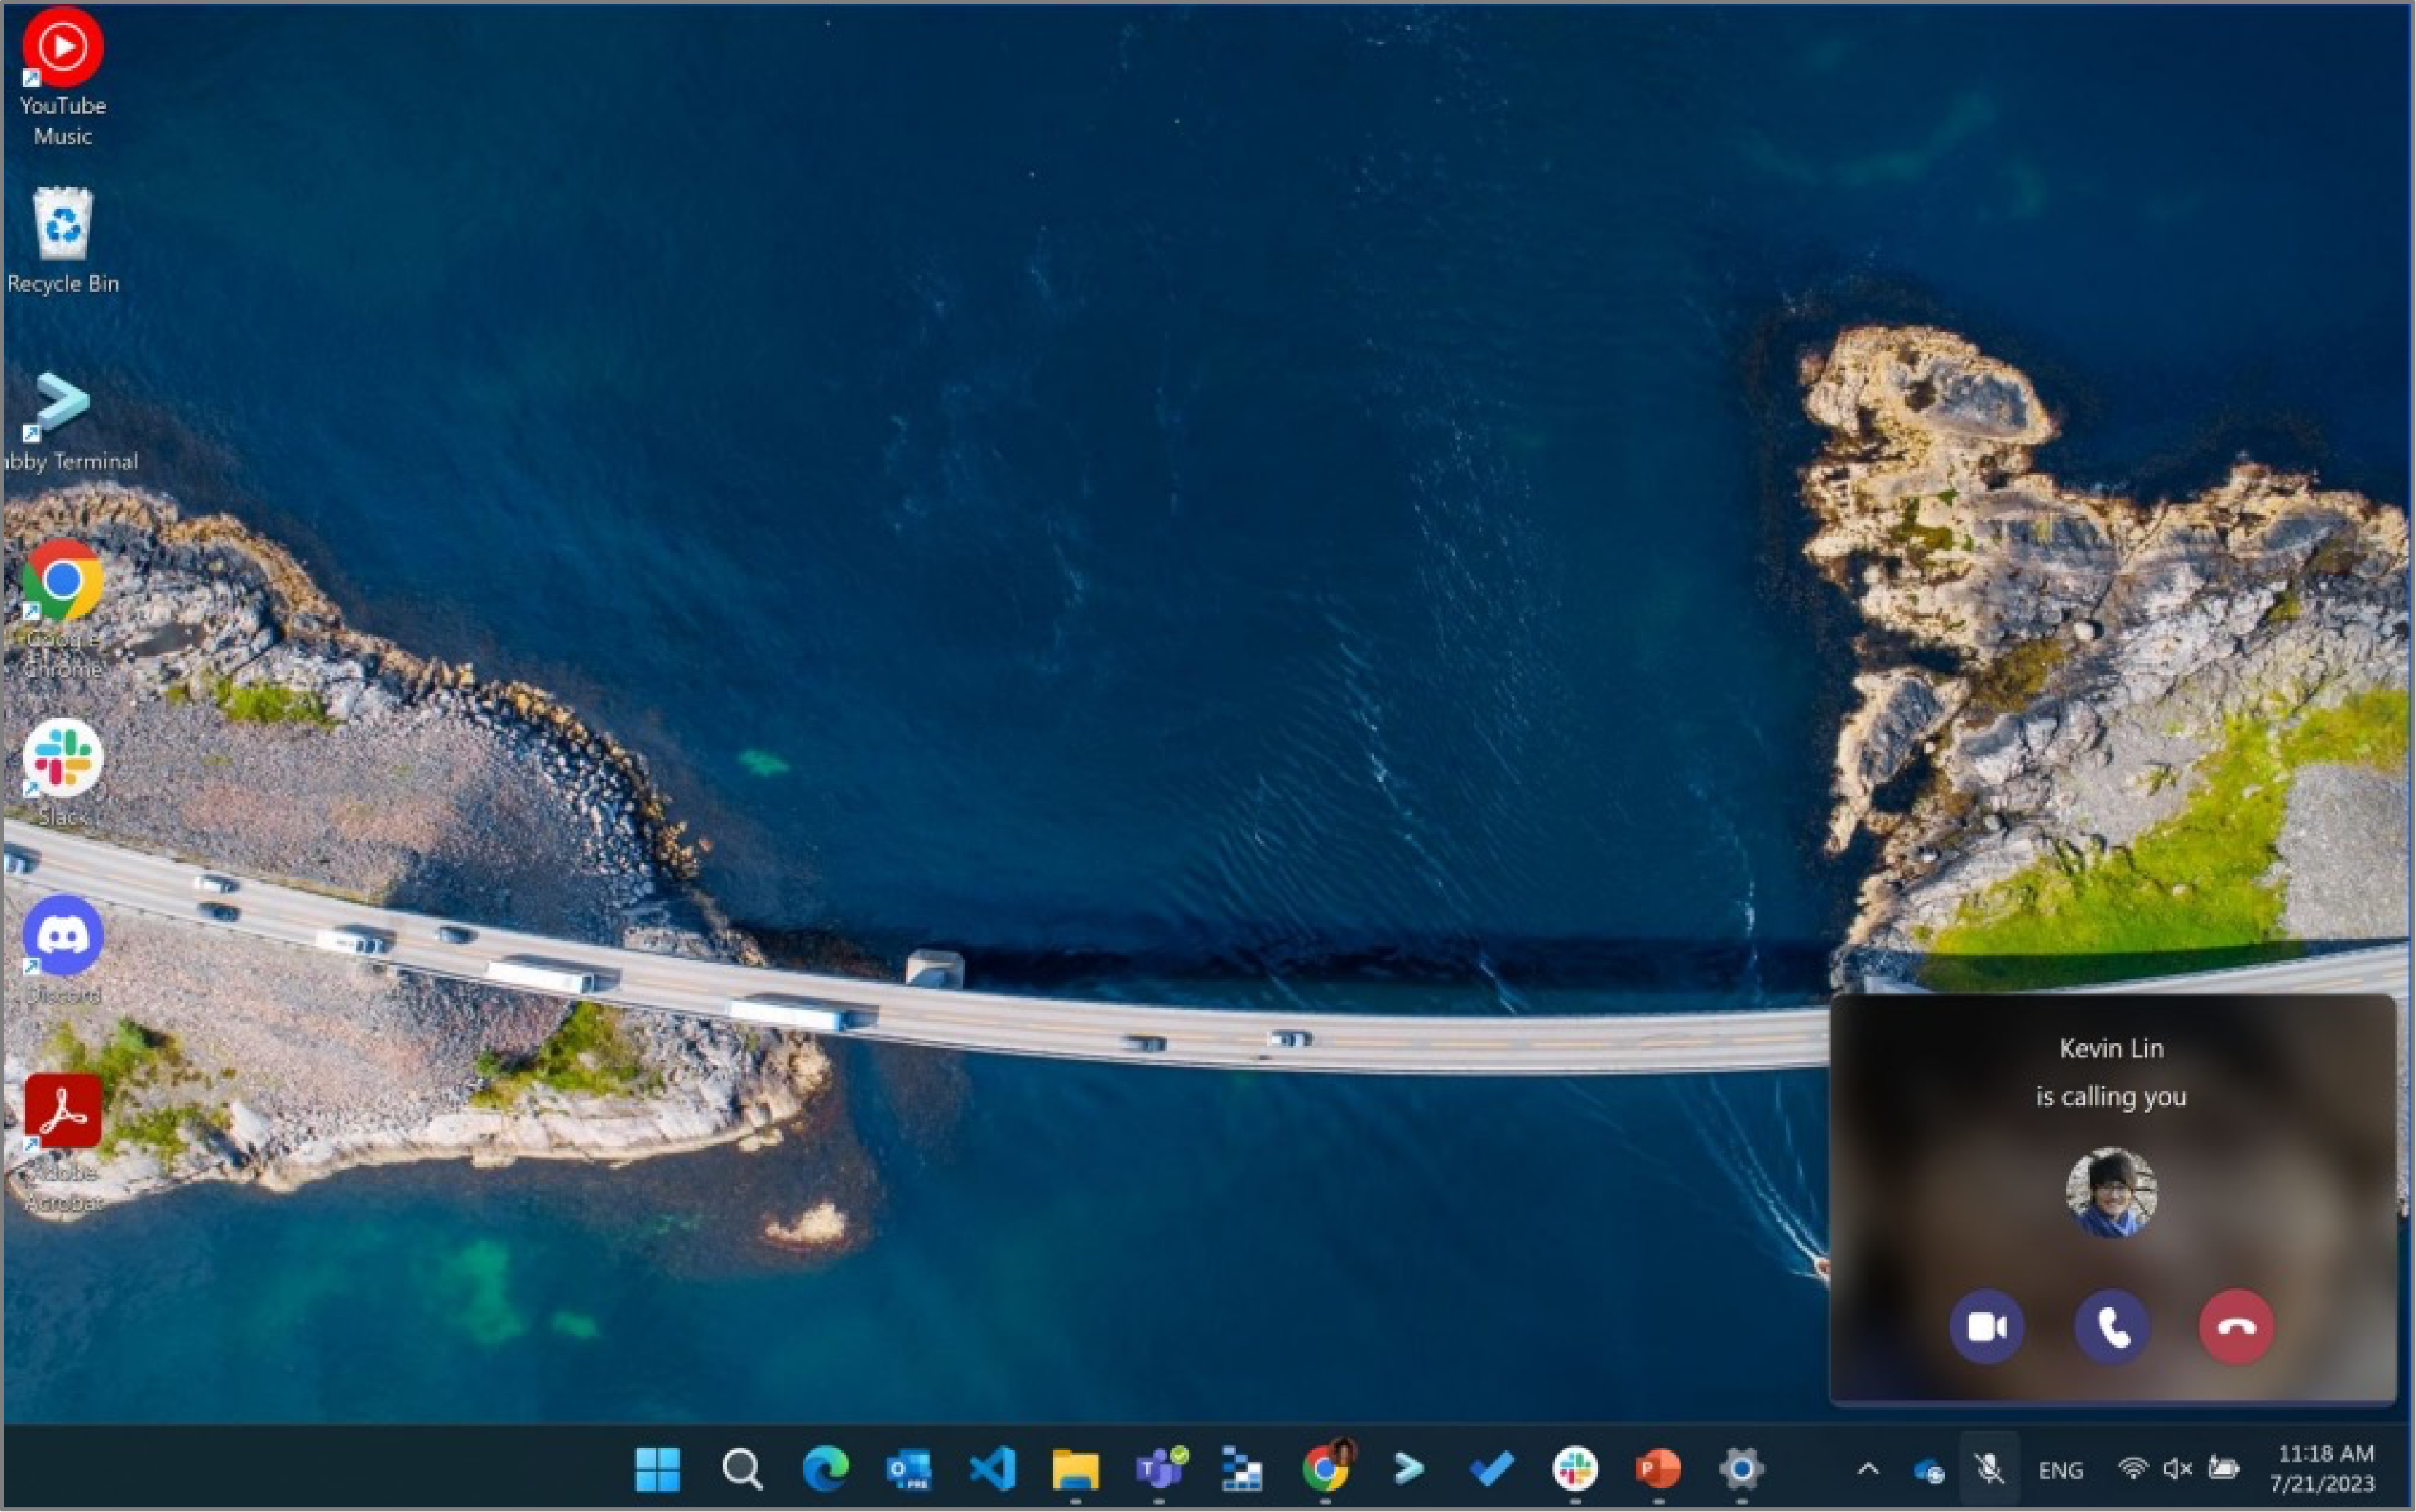 YouTube
Music
Recycle Bin
abby Terminal
Google
Chrome
Slack
Discord
Adobe
Acrobat
Kevin Lin
is calling you
O
PRE
T
P
ENG
11:18 AM
7/21/2023